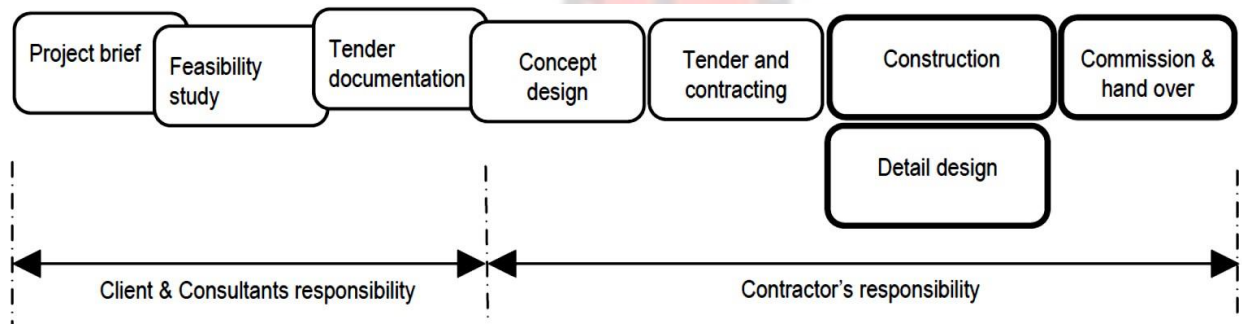 Project brief
Feasibility
study
Tender
documentation
Concept
design
Tender and
contracting
Construction
Commission &
hand over
Detail design
Client & Consultants responsibility
Contractor's responsibility